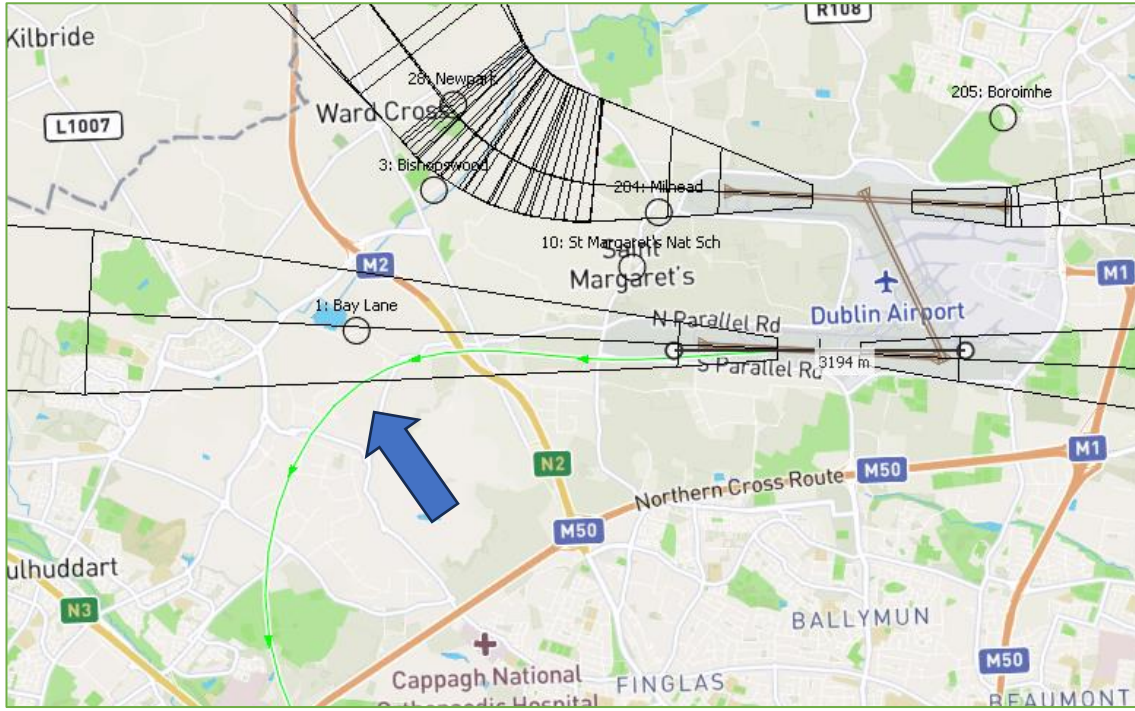 R108
Kilbride
28: Newpark
205: Boroimhe
Ward Cross
L1007
3: Bishopswood
204: Milhead
10: St Margaret's Nat Sch
Saint
Margaret's
M2
M1
1: Bay Lane
N Parallel Rd
Dublin Airport
S Parallel Rd
3194 m
M1
N2
M50
Northern Cross Route
M50
ulhuddart
N3
BALLYMUN
M50
Cappagh National
Orthopaedic Hospital
FINGLAS
BEAUMONT